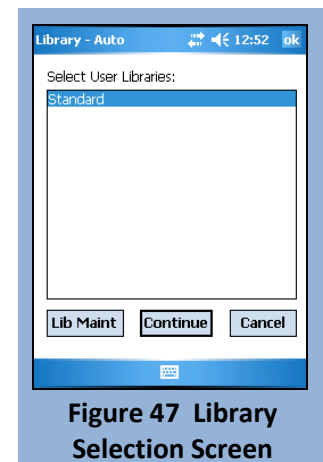 Library - Auto 12:52 ok
Select User Libraries:
Standard
Lib Maint Continue Cancel
Figure 47 Library
Selection Screen